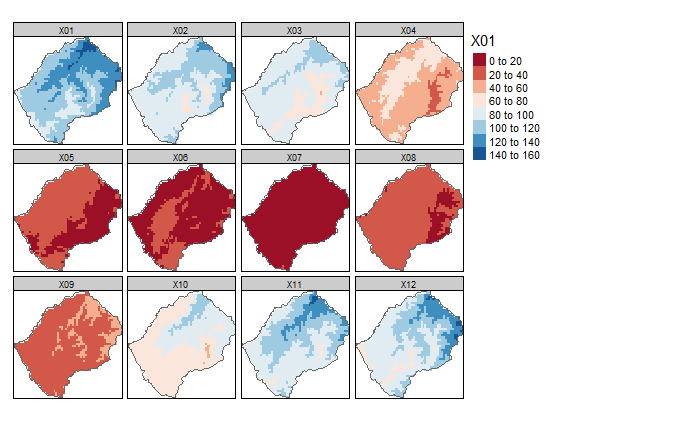 X01
X02
X03
X04
X01
0 to 20
20 to 40
40 to 60
60 to 80
80 to 100
100 to 120
120 to 140
140 to 160
X05
X06
X07
X08
X09
X10
X11
X12